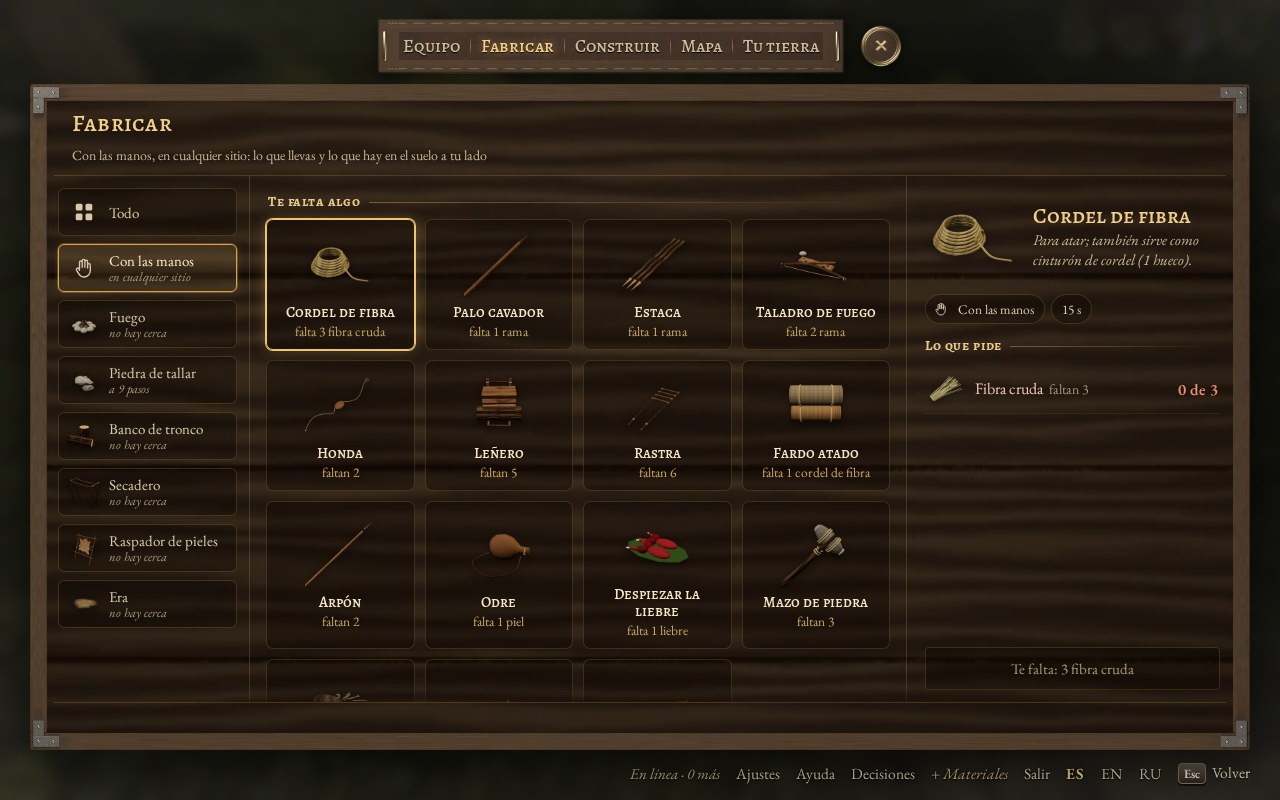 Equipo
Fabricar
Construir
Mapa
Tu tierra
Fabricar
Con las manos, en cualquier sitio: lo que llevas y lo que hay en el suelo a tu lado
Todo
Con las manos
en cualquier sitio
Fuego
no hay cerca
Piedra de tallar
a 9 pasos
Banco de tronco
no hay cerca
Secadero
no hay cerca
Raspador de pieles
no hay cerca
Era
no hay cerca
Te falta algo
Cordel de fibra
falta 3 fibra cruda
Palo cavador
falta 1 rama
Estaca
falta 1 rama
Taladro de fuego
falta 2 rama
Honda
faltan 2
Leñero
faltan 5
Rastra
faltan 6
Fardo atado
falta 1 cordel de fibra
Arpón
faltan 2
Odre
falta 1 piel
Despiezar la
liebre
falta 1 liebre
Mazo de piedra
faltan 3
Cordel de fibra
Para atar; también sirve como
cinturón de cordel (1 hueco).
Con las manos
15 s
Lo que pide
Fibra cruda faltan 3
0 de 3
Te falta: 3 fibra cruda
En línea · 0 más
Ajustes
Ayuda
Decisiones
+ Materiales
Salir
ES
EN
RU
Esc
Volver